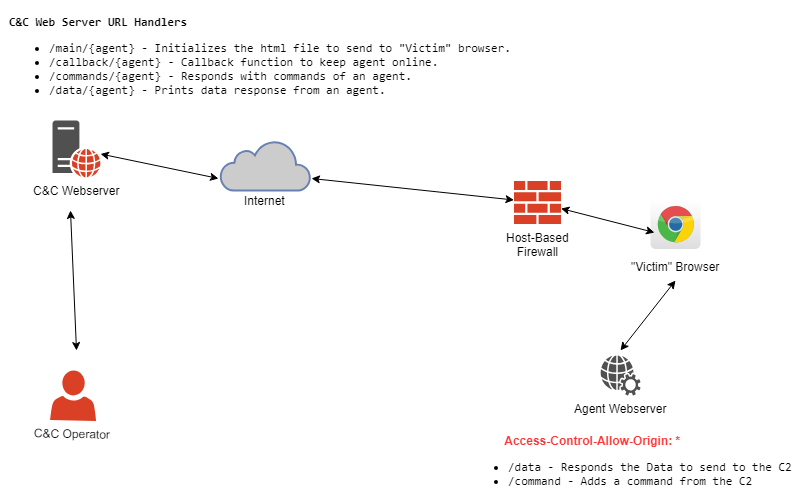 C&C Web Server URL Handlers
• /main/{agent} - Initializes the html file to send to "Victim" browser.
• /callback/{agent} - Callback function to keep agent online.
• /commands/{agent} - Responds with commands of an agent.
• /data/{agent} - Prints data response from an agent.
C&C Webserver
Internet
Host-Based
Firewall
"Victim" Browser
Agent Webserver
C&C Operator
Access-Control-Allow-Origin: *
• /data - Responds the Data to send to the C2
• /command - Adds a command from the C2